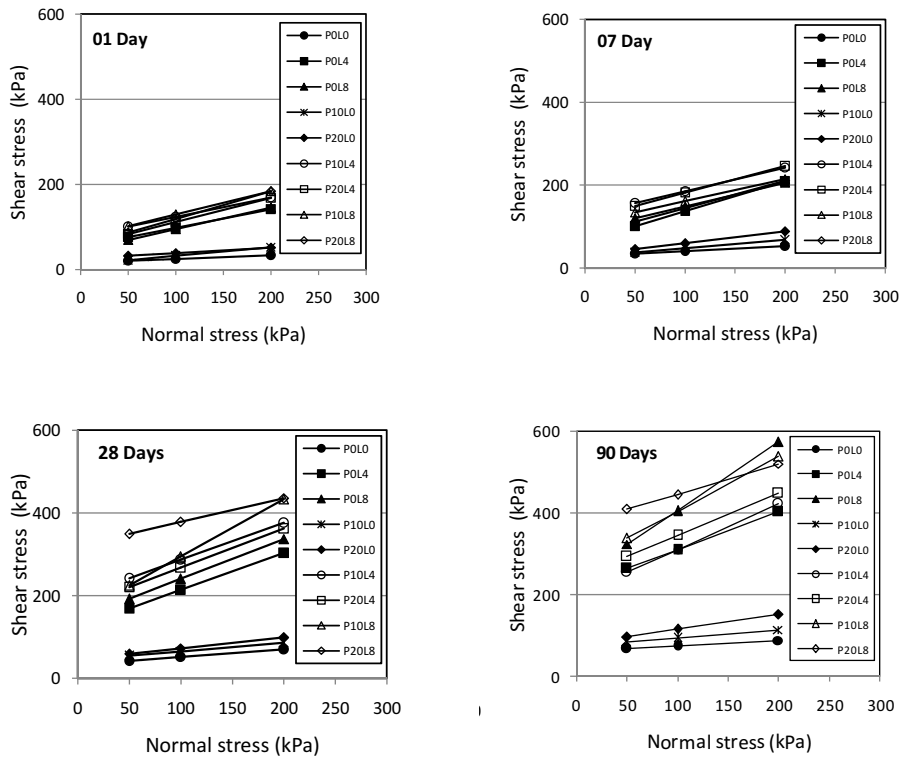 01 Day
Shear stress (kPa)
600
400
200
0
0 50 100 150 200 250 300
Normal stress (kPa)
P0L0
P0L4
P0L8
P10L0
P20L0
P10L4
P20L4
P10L8
P20L8
07 Day
Shear stress (kPa)
600
400
200
0
0 50 100 150 200 250 300
Normal stress (kPa)
P0L0
P0L4
P0L8
P10L0
P20L0
P10L4
P20L4
P10L8
P20L8
28 Days
Shear stress (kPa)
600
400
200
0
0 50 100 150 200 250 300
Normal stress (kPa)
P0L0
P0L4
P0L8
P10L0
P20L0
P10L4
P20L4
P10L8
P20L8
90 Days
Shear stress (kPa)
600
400
200
0
0 50 100 150 200 250 300
Normal stress (kPa)
P0L0
P0L4
P0L8
P10L0
P20L0
P10L4
P20L4
P10L8
P20L8